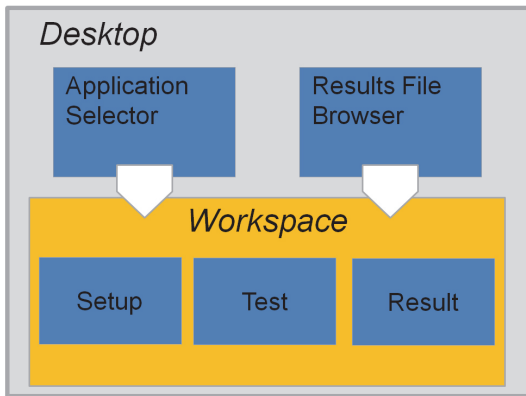 Desktop
Application
Selector
Results File
Browser
Workspace
Setup
Test
Result